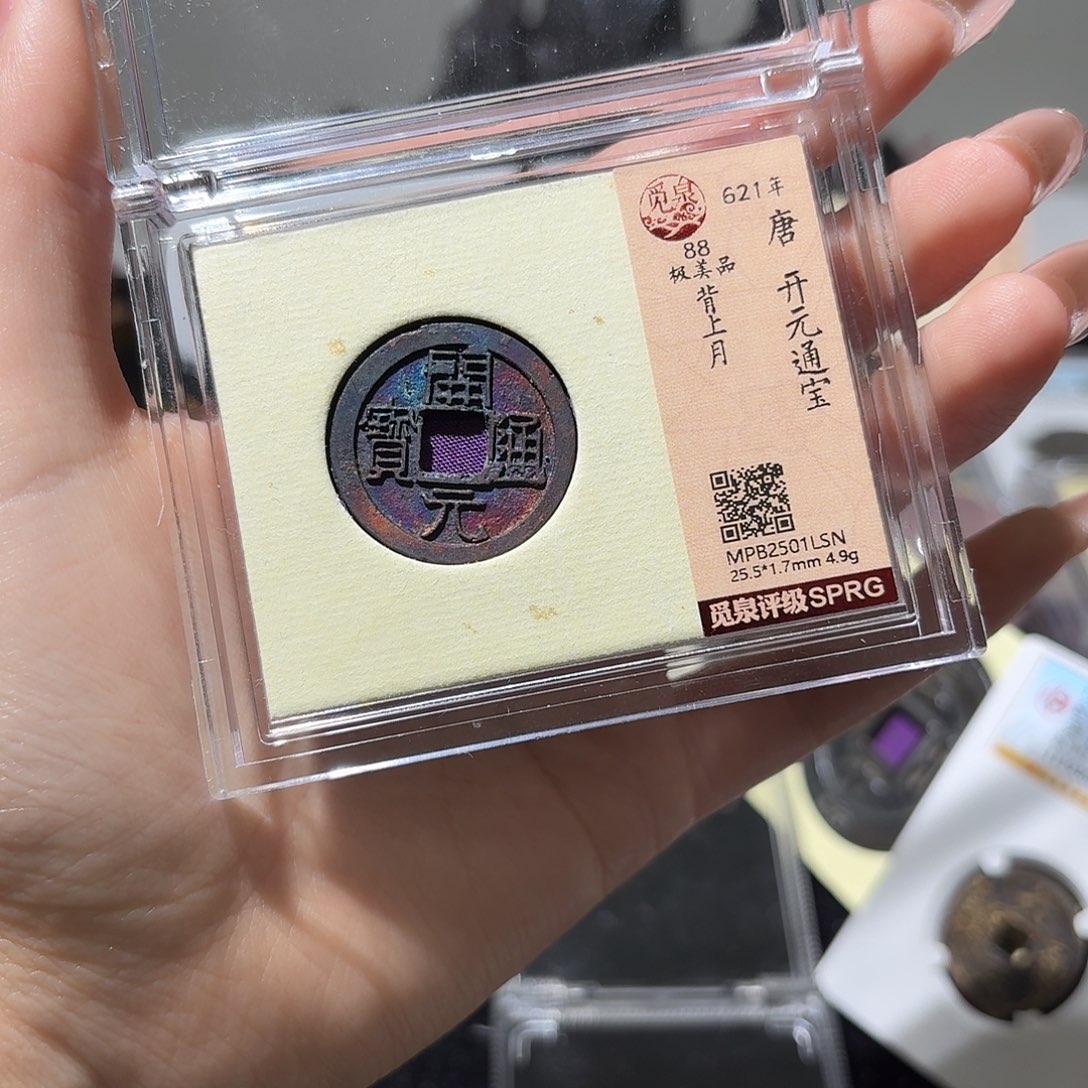 開元通寶
觅泉
621年
唐 开元通宝
88
极美品
背上月
MPB2501LSN
25.5*1.7mm 4.9g
觅泉评级SPRG